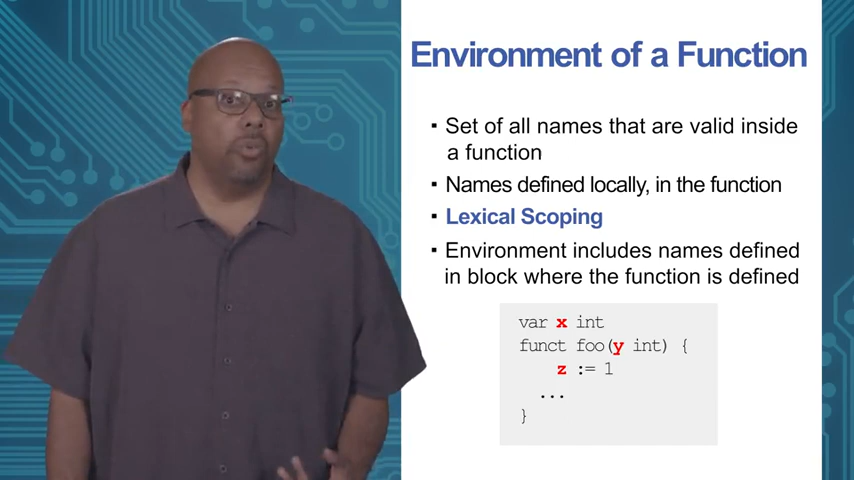 Environment of a Function
▪ Set of all names that are valid inside
a function
▪ Names defined locally, in the function
▪ Lexical Scoping
▪ Environment includes names defined
in block where the function is defined
var x int
funct foo(y int) {
    z := 1
  ...
}